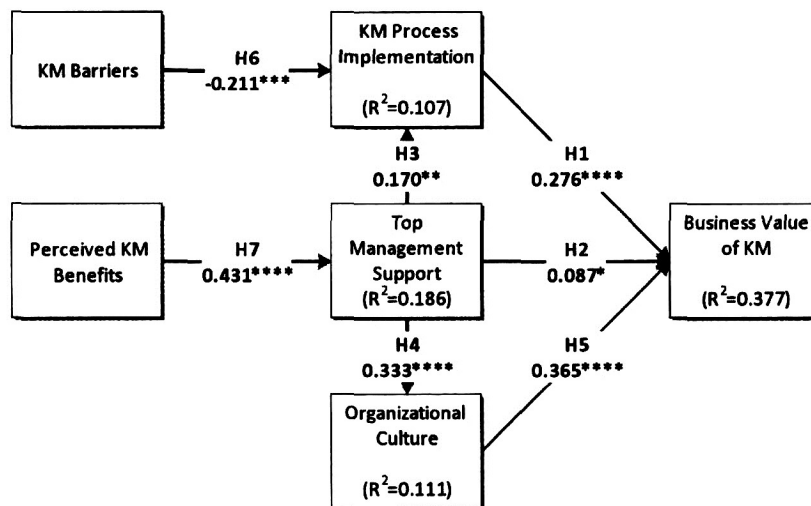 KM Barriers
H6
-0.211***
KM Process
Implementation
(R²=0.107)
H3
0.170**
H1
0.276****
Perceived KM
Benefits
H7
0.431****
Top
Management
Support
(R²=0.186)
H2
0.087*
Business Value
of KM
(R²=0.377)
H4
0.333****
H5
0.365****
Organizational
Culture
(R²=0.111)